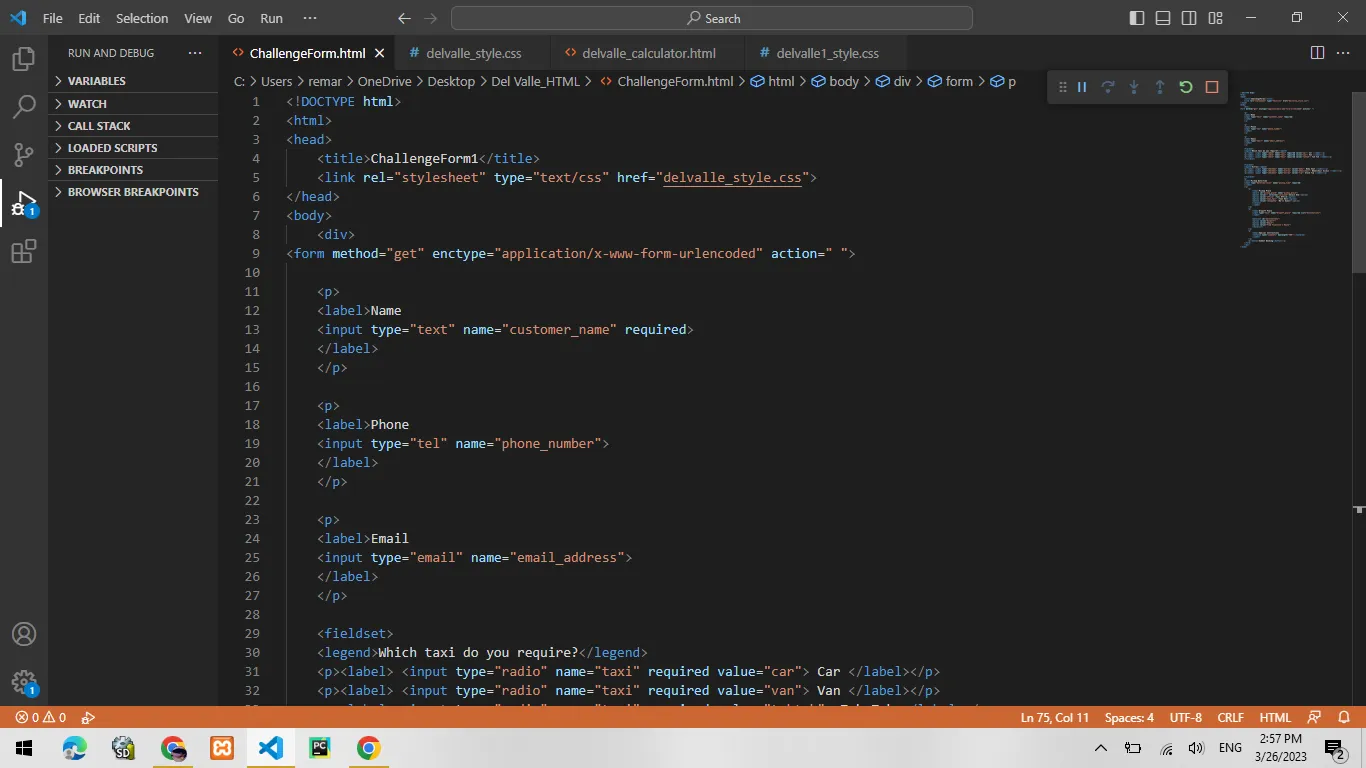 File Edit Selection View Go Run ··· Search
RUN AND DEBUG ···
VARIABLES
WATCH
CALL STACK
LOADED SCRIPTS
BREAKPOINTS
BROWSER BREAKPOINTS
1
1
ChallengeForm.html delvalle_style.css delvalle_calculator.html delvalle1_style.css
C: > Users > remar > OneDrive > Desktop > Del Valle_HTML > ChallengeForm.html > html > body > div > form > p
1 <!DOCTYPE html>
2 <html>
3 <head>
4 <title>ChallengeForm1</title>
5 <link rel="stylesheet" type="text/css" href="delvalle_style.css">
6 </head>
7 <body>
8 <div>
9 <form method="get" enctype="application/x-www-form-urlencoded" action=" ">
10
11 <p>
12 <label>Name
13 <input type="text" name="customer_name" required>
14 </label>
15 </p>
16
17 <p>
18 <label>Phone
19 <input type="tel" name="phone_number">
20 </label>
21 </p>
22
23 <p>
24 <label>Email
25 <input type="email" name="email_address">
26 </label>
27 </p>
28
29 <fieldset>
30 <legend>Which taxi do you require?</legend>
31 <p><label> <input type="radio" name="taxi" required value="car"> Car </label></p>
32 <p><label> <input type="radio" name="taxi" required value="van"> Van </label></p>
0 0 Ln 75, Col 11 Spaces: 4 UTF-8 CRLF HTML
SD PC ENG 2:57 PM
3/26/2023 2